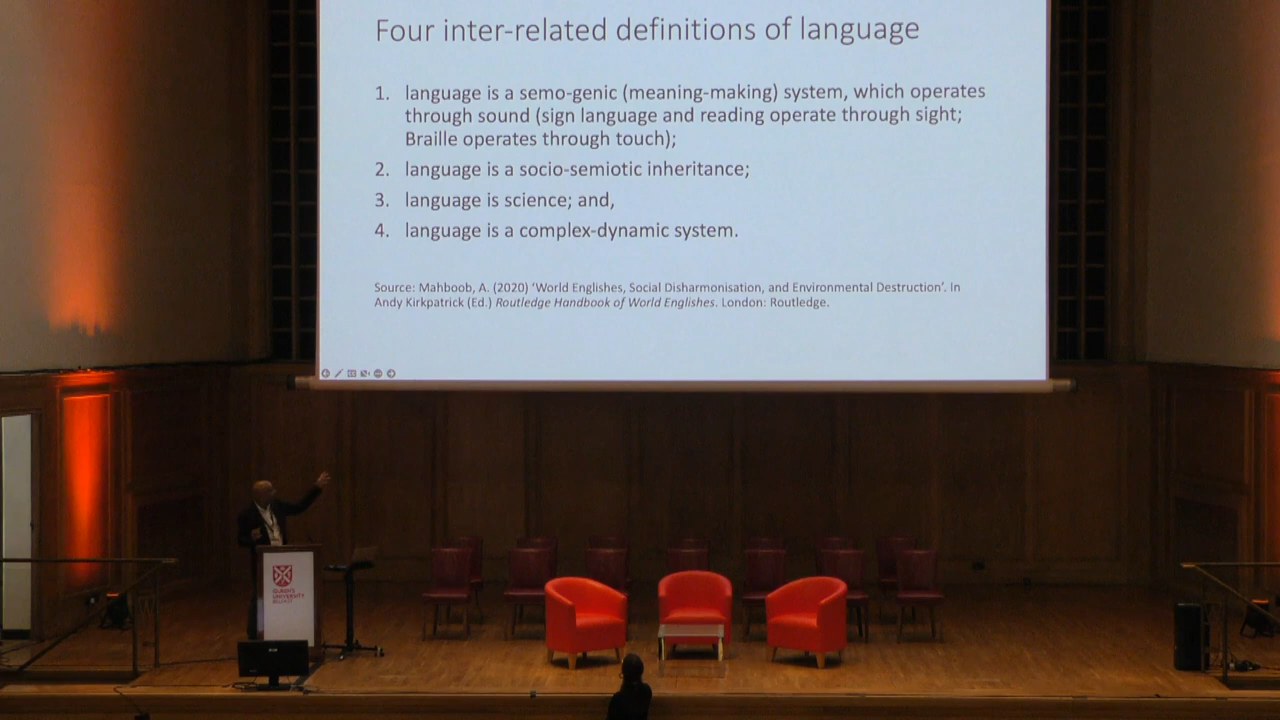 Four inter-related definitions of language
1. language is a semo-genic (meaning-making) system, which operates
through sound (sign language and reading operate through sight;
Braille operates through touch);
2. language is a socio-semiotic inheritance;
3. language is science; and,
4. language is a complex-dynamic system.
Source: Mahboob, A. (2020) ‘World Englishes, Social Disharmonisation, and Environmental Destruction’. In
Andy Kirkpatrick (Ed.) Routledge Handbook of World Englishes. London: Routledge.
QUEEN'S
UNIVERSITY
BELFAST